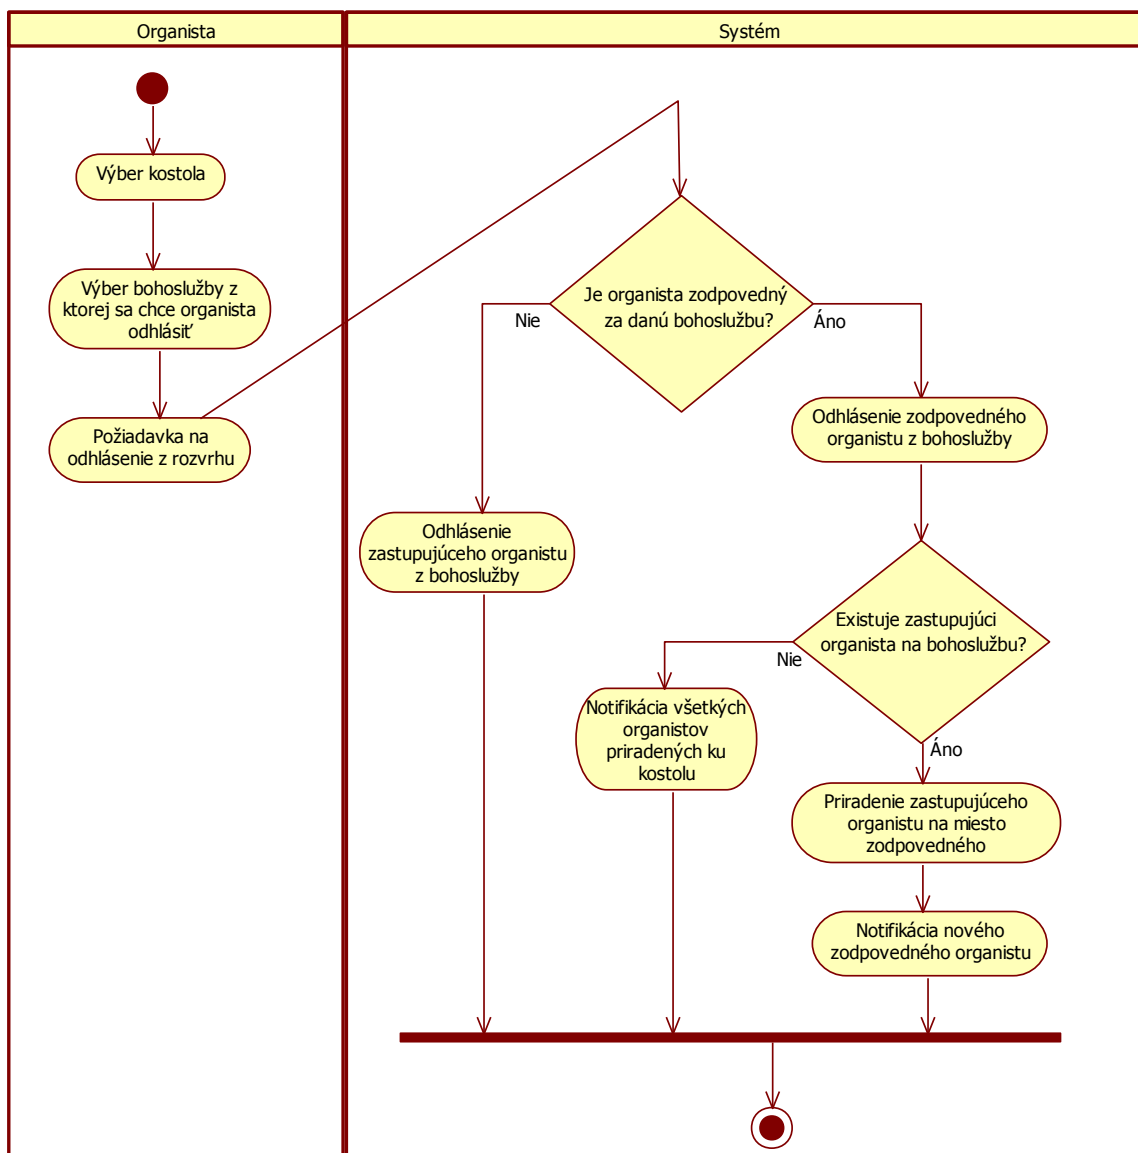 Organista
Systém
Výber kostola
Výber bohoslužby z
ktorej sa chce organista
odhlásiť
Požiadavka na
odhlásenie z rozvrhu
Je organista zodpovedný
za danú bohoslužbu?
Nie
Áno
Odhlásenie zodpovedného
organistu z bohoslužby
Odhlásenie
zastupujúceho organistu
z bohoslužby
Existuje zastupujúci
organista na bohoslužbu?
Nie
Áno
Notifikácia všetkých
organistov
priradených ku
kostolu
Priradenie zastupujúceho
organistu na miesto
zodpovedného
Notifikácia nového
zodpovedného organistu